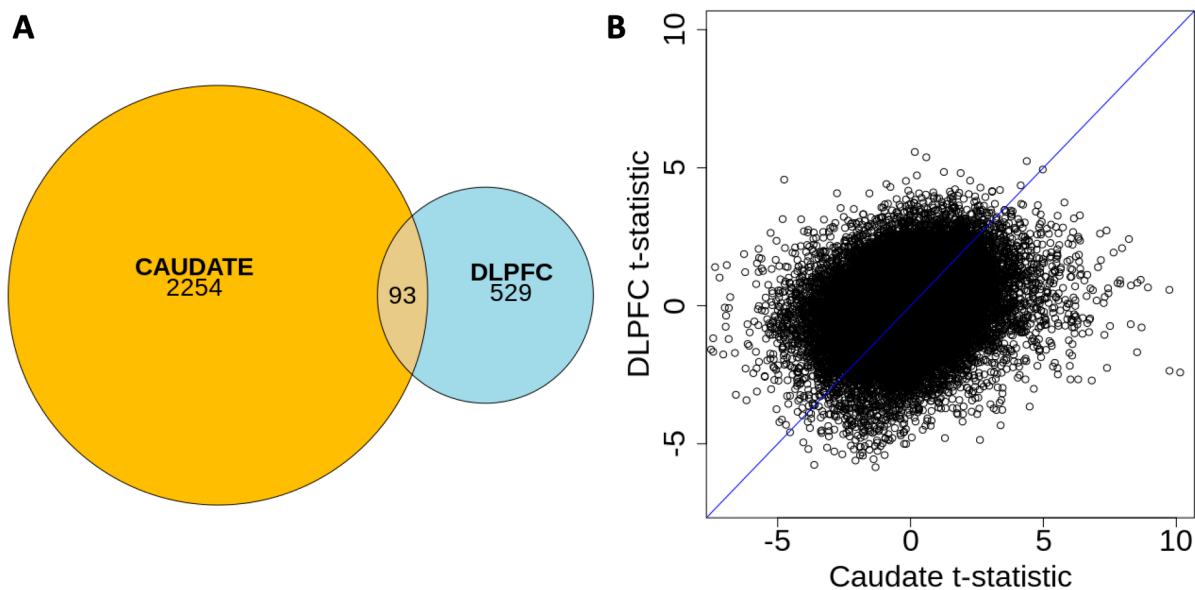 A
CAUDATE
2254
93
DLPFC
529
B
10
5
0
-5
DLPFC t-statistic
-5 0 5 10
Caudate t-statistic